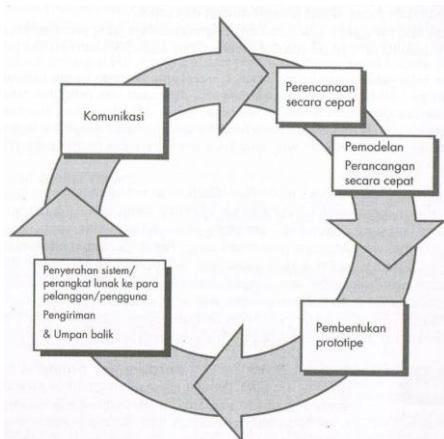 Komunikasi
Perencanaan
secara cepat
Pemodelan
Perancangan
secara cepat
Pembentukan
prototipe
Penyerahan sistem/
perangkat lunak ke para
pelanggan/pengguna
Pengiriman
& Umpan balik